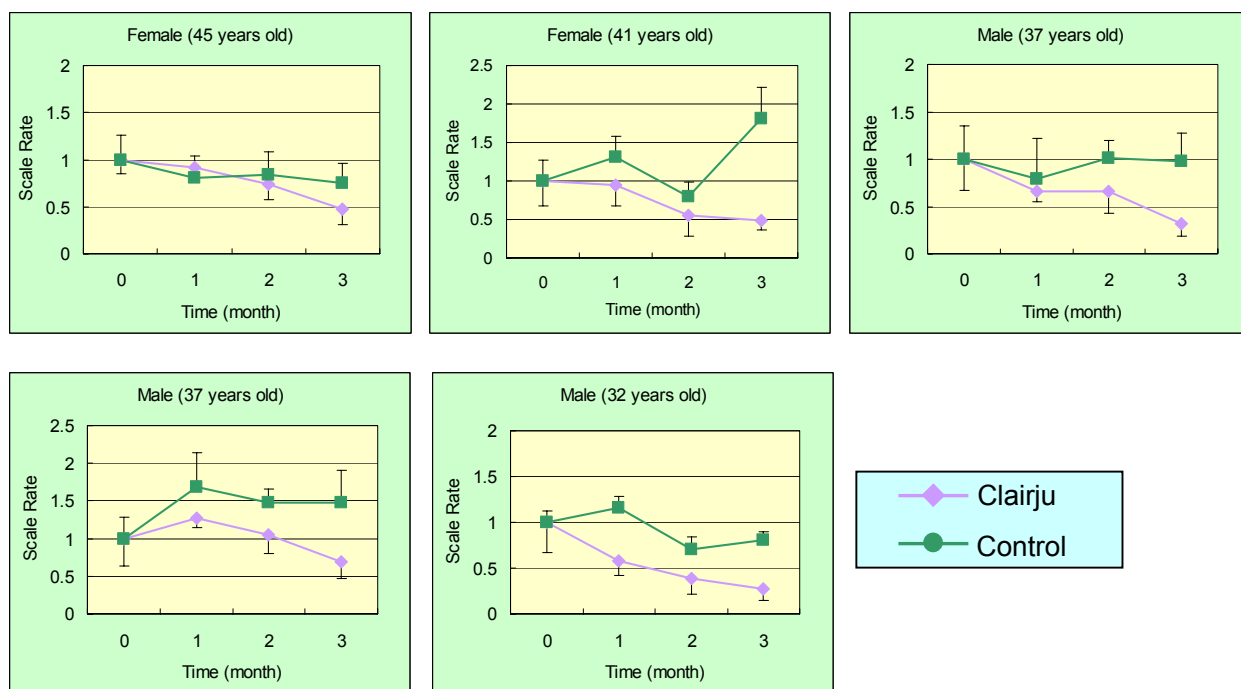 Female (45 years old)
2
1.5
1
0.5
0
Scale Rate
0 1 2 3
Time (month)
Female (41 years old)
2.5
2
1.5
1
0.5
0
Scale Rate
0 1 2 3
Time (month)
Male (37 years old)
2
1.5
1
0.5
0
Scale Rate
0 1 2 3
Time (month)
Male (37 years old)
2.5
2
1.5
1
0.5
0
Scale Rate
0 1 2 3
Time (month)
Male (32 years old)
2
1.5
1
0.5
0
Scale Rate
0 1 2 3
Time (month)
Clairju
Control